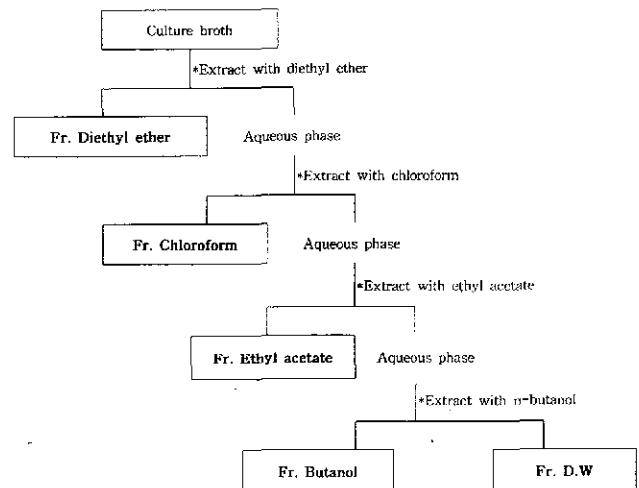 Culture broth
*Extract with diethyl ether
Fr. Diethyl ether
Aqueous phase
*Extract with chloroform
Fr. Chloroform
Aqueous phase
*Extract with ethyl acetate
Fr. Ethyl acetate
Aqueous phase
*Extract with n-butanol
Fr. Butanol
Fr. D.W